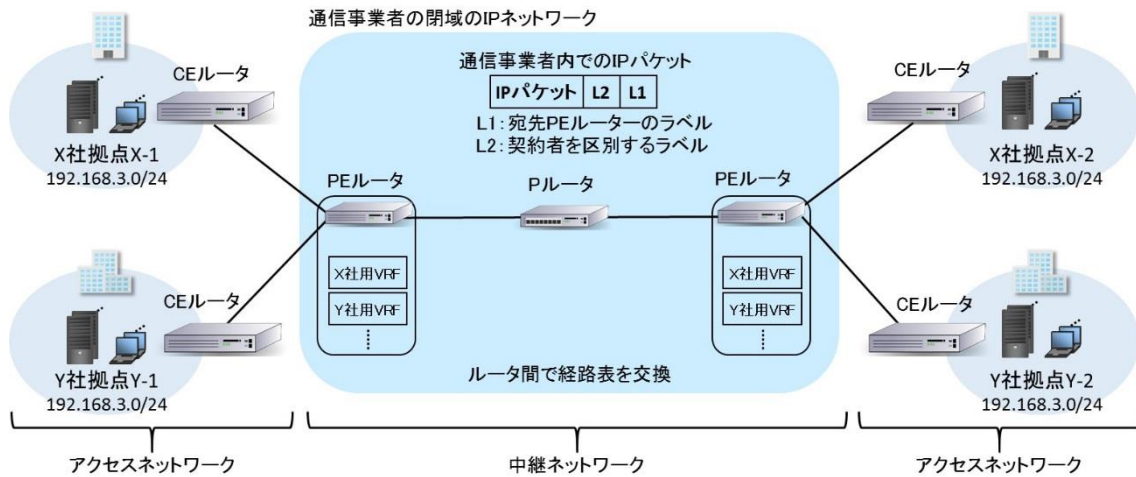 通信事業者の閉域のIPネットワーク
通信事業者内でのIPパケット
IPパケット L2 L1
L1:宛先PEルーターのラベル
L2:契約者を区別するラベル
CEルータ
X社拠点X-1
192.168.3.0/24
CEルータ
X社拠点X-2
192.168.3.0/24
PEルータ
Pルータ
PEルータ
X社用VRF
Y社用VRF
X社用VRF
Y社用VRF
CEルータ
Y社拠点Y-1
192.168.3.0/24
CEルータ
Y社拠点Y-2
192.168.3.0/24
ルータ間で経路表を交換
アクセスネットワーク
中継ネットワーク
アクセスネットワーク